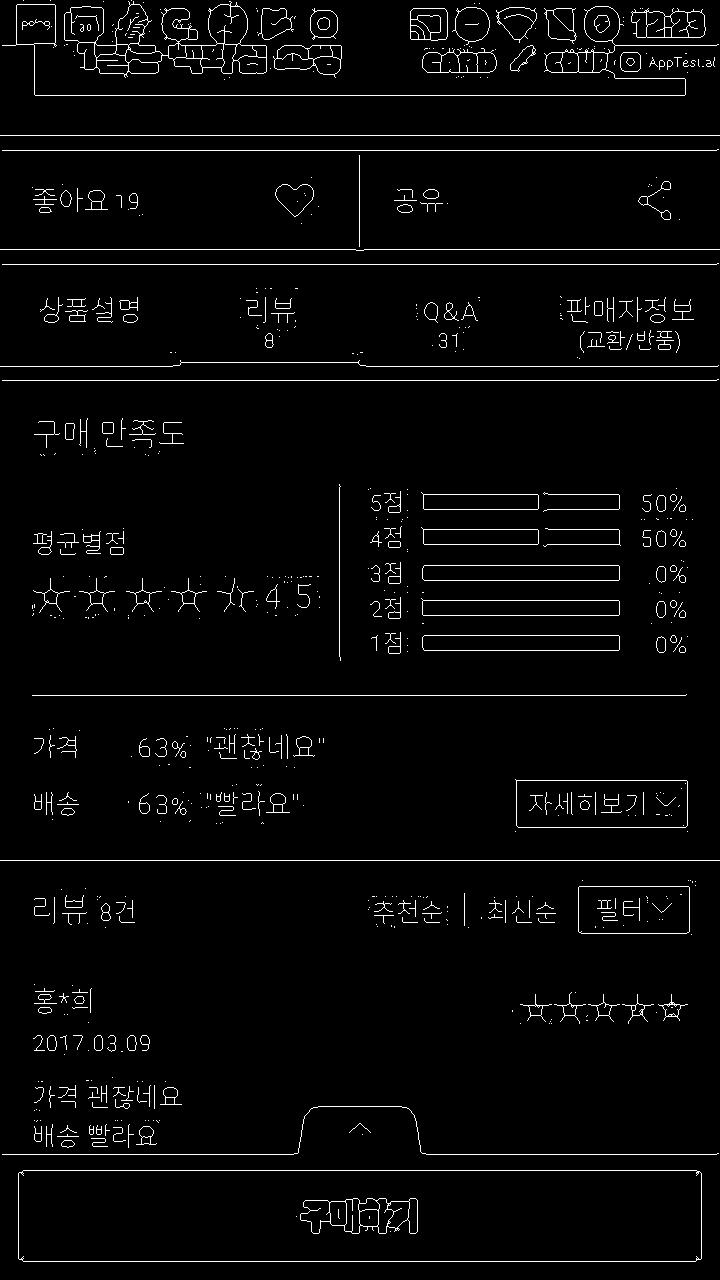 12:23
CARD
COUP
AppTest.ai
좋아요 19
공유
상품설명
리뷰
8
Q&A
31
판매자정보
(교환/반품)
구매 만족도
평균별점
4.5
5점 50%
4점 50%
3점 0%
2점 0%
1점 0%
가격 63% "괜찮네요"
배송 63% "빨라요"
자세히보기
리뷰 8건
추천순 | 최신순
필터
홍*희
2017.03.09
가격 괜찮네요
배송 빨라요
구매하기